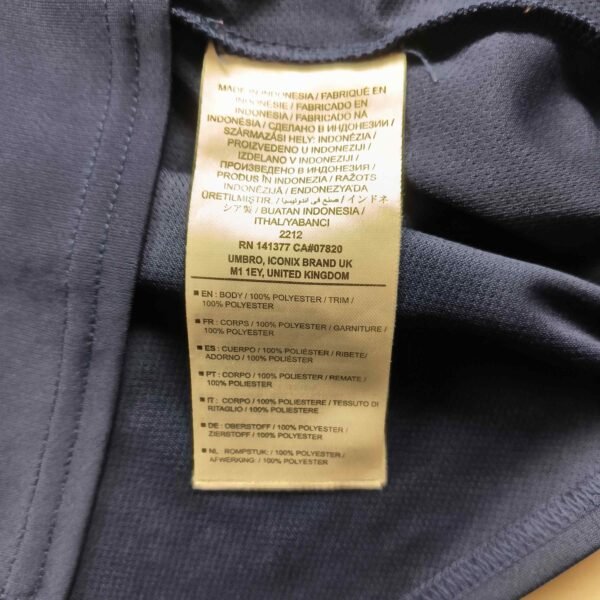 MADE IN INDONESIA / FABRIQUÉ EN
INDONÉSIE / FABRICADO EN
INDONESIA / FABRICADO NA
INDONÉSIA / СДЕЛАНО В ИНДОНЕЗИИ /
SZÁRMAZÁSI HELY: INDONÉZIA /
PROIZVEDENO U INDONEZIJI /
IZDELANO V INDONEZIJI /
ПРОИЗВЕДЕНО В ИНДОНЕЗИЯ /
PRODUS ÎN INDONEZIA / RAŽOTS
INDONĒZIJĀ / ENDONEZYA'DA
ÜRETİLMİŞTİR. / صنع في اندونيسيا / インドネ
シア製 / BUATAN INDONESIA /
ITHAL/YABANCI
2212
RN 141377 CA#07820
UMBRO, ICONIX BRAND UK
M1 1EY, UNITED KINGDOM
■ EN : BODY / 100% POLYESTER / TRIM /
100% POLYESTER
■ FR : CORPS / 100% POLYESTER / GARNITURE /
100% POLYESTER
■ ES : CUERPO / 100% POLIÉSTER / RIBETE/
ADORNO / 100% POLIÉSTER
■ PT : CORPO / 100% POLIÉSTER / REMATE /
100% POLIÉSTER
■ IT : CORPO / 100% POLIESTERE / TESSUTO DI
RITAGLIO / 100% POLIESTERE
■ DE : OBERSTOFF / 100% POLYESTER /
ZIERSTOFF / 100% POLYESTER
■ NL : ROMPSTUK: / 100% POLYESTER /
AFWERKING: / 100% POLYESTER